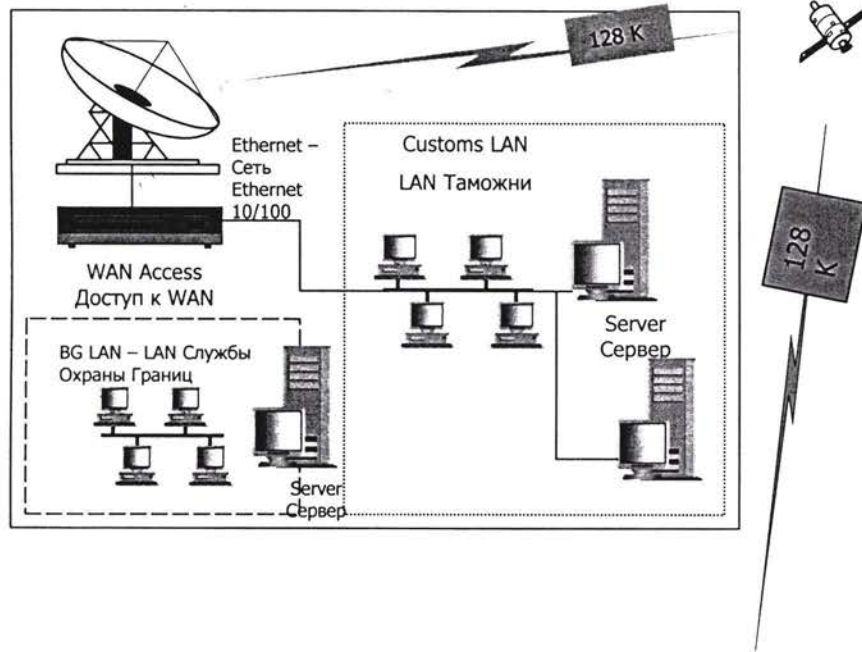 128 K
Ethernet –
Сеть
Ethernet
10/100
Customs LAN
LAN Таможни
128
K
WAN Access
Доступ к WAN
Server
Сервер
BG LAN – LAN Службы
Охраны Границ
Server
Сервер